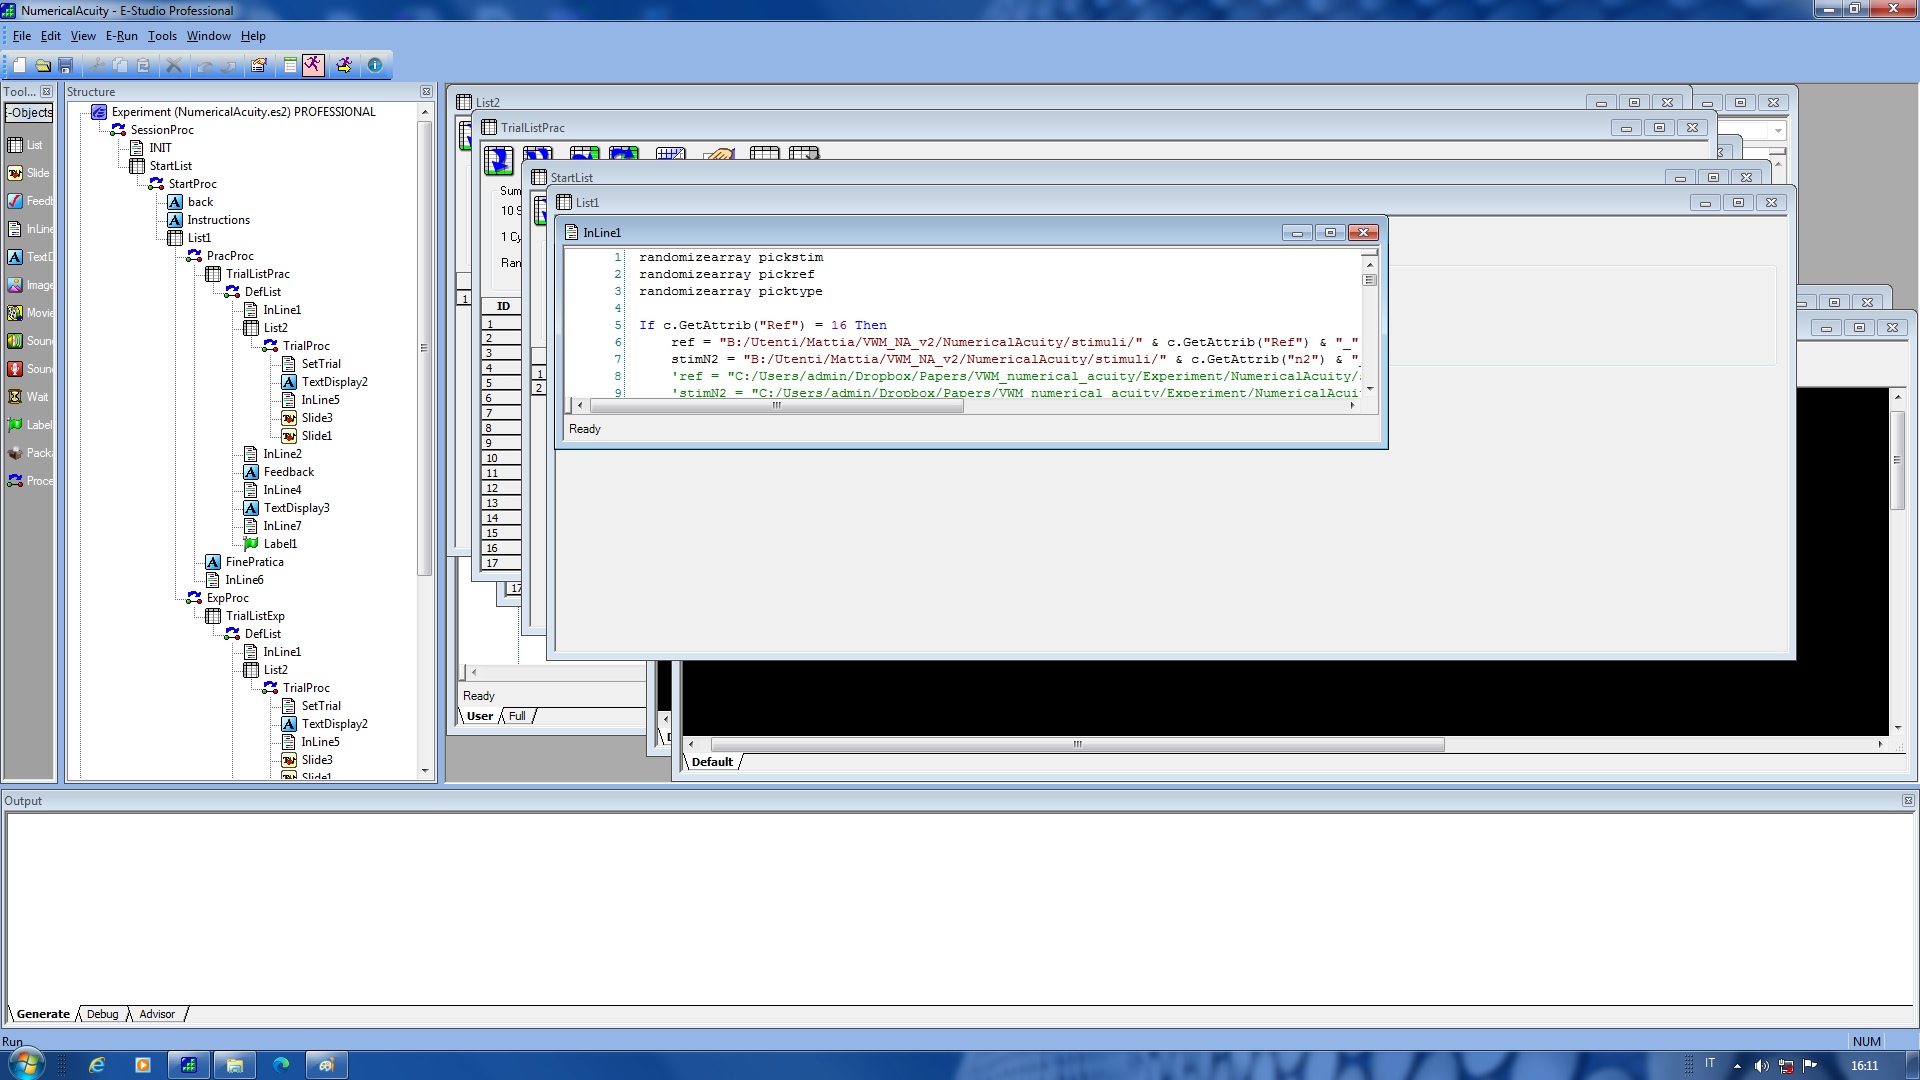 NumericalAcuity - E-Studio Professional
File Edit View E-Run Tools Window Help
Tool...
E-Objects
List
Slide
Feedb
InLine
TextD
Image
Movie
Soun
Soun
Wait
Label
Packa
Proce
Structure
Experiment (NumericalAcuity.es2) PROFESSIONAL
SessionProc
INIT
StartList
StartProc
back
Instructions
List1
PracProc
TrialListPrac
DefList
InLine1
List2
TrialProc
SetTrial
TextDisplay2
InLine5
Slide3
Slide1
InLine2
Feedback
InLine4
TextDisplay3
InLine7
Label1
FinePratica
InLine6
ExpProc
TrialListExp
DefList
InLine1
List2
TrialProc
SetTrial
TextDisplay2
InLine5
Slide3
Slide1
List2
TrialListPrac
Sum
10 S
1 Cy
Ran
ID
1
2
3
4
5
6
7
8
9
10
11
12
13
14
15
16
17
1
17
StartList
1
2
List1
InLine1
1 randomizearray pickstim
2 randomizearray pickref
3 randomizearray picktype
4
5 If c.GetAttrib("Ref") = 16 Then
6 ref = "B:/Utenti/Mattia/VWM_NA_v2/NumericalAcuity/stimuli/" & c.GetAttrib("Ref") & "_"
7 stimN2 = "B:/Utenti/Mattia/VWM_NA_v2/NumericalAcuity/stimuli/" & c.GetAttrib("n2") & "_
8 'ref = "C:/Users/admin/Dropbox/Papers/VWM_numerical_acuity/Experiment/NumericalAcuity/
9 'stimN2 = "C:/Users/admin/Dropbox/Papers/VWM_numerical_acuity/Experiment/NumericalAcui
Ready
Ready
User Full
Default
Output
Generate Debug Advisor
Run
NUM
IT
16:11